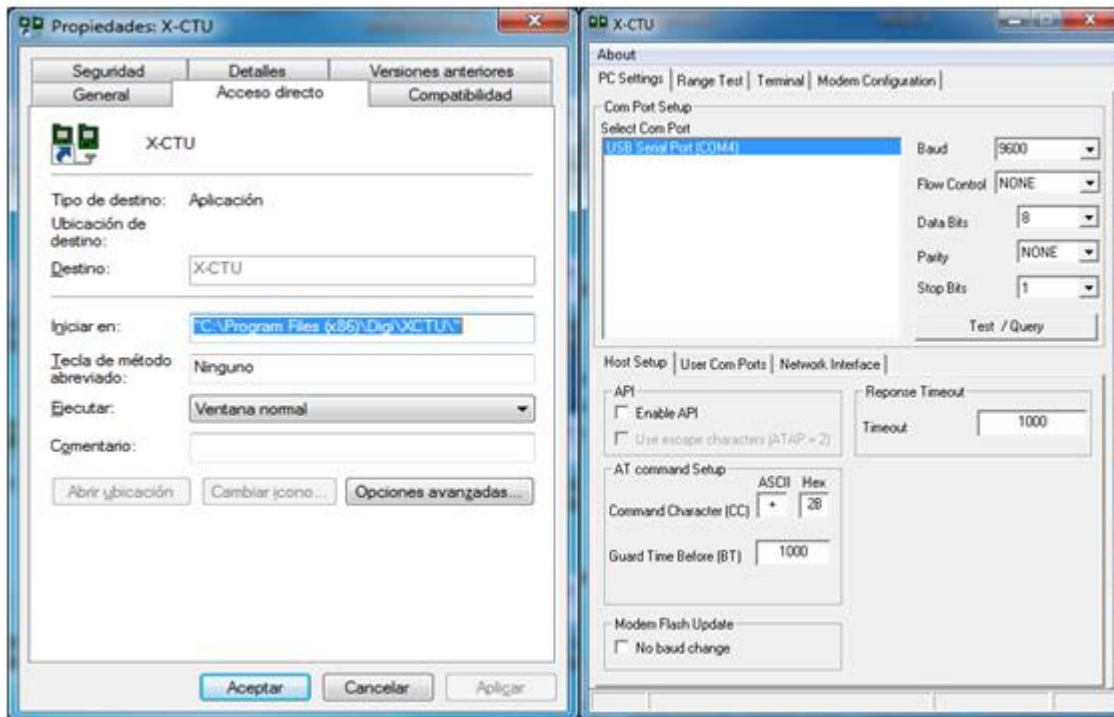 Propiedades: X-CTU
Seguridad Detalles Versiones anteriores
General Acceso directo Compatibilidad
X-CTU
Tipo de destino: Aplicación
Ubicación de
destino:
Destino: X-CTU
Iniciar en: "C:\Program Files (x86)\Digi\XCTU\"
Tecla de método
abreviado: Ninguno
Ejecutar: Ventana normal
Comentario:
Abrir ubicación Cambiar icono... Opciones avanzadas...
Aceptar Cancelar Aplicar
X-CTU
About
PC Settings Range Test Terminal Modem Configuration
Com Port Setup
Select Com Port
USB Serial Port (COM4)
Baud 9600
Flow Control NONE
Data Bits 8
Parity NONE
Stop Bits 1
Test / Query
Host Setup User Com Ports Network Interface
API
Enable API
Use escape characters (ATAP = 2)
Reponse Timeout
Timeout 1000
AT command Setup
ASCII Hex
Command Character (CC) + 2B
Guard Time Before (BT) 1000
Modem Flash Update
No baud change